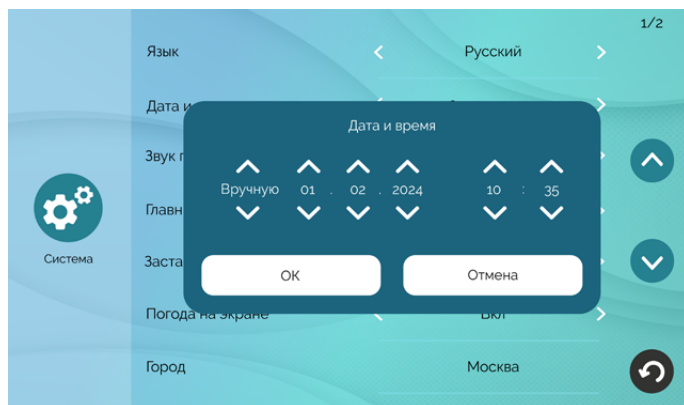 1/2
Язык Русский
Дата и
Дата и время
Звук
Вручную 01 . 02 . 2024 10 : 35
Главн
Система
Заста
ОК Отмена
Погода на экране Вкл
Город Москва